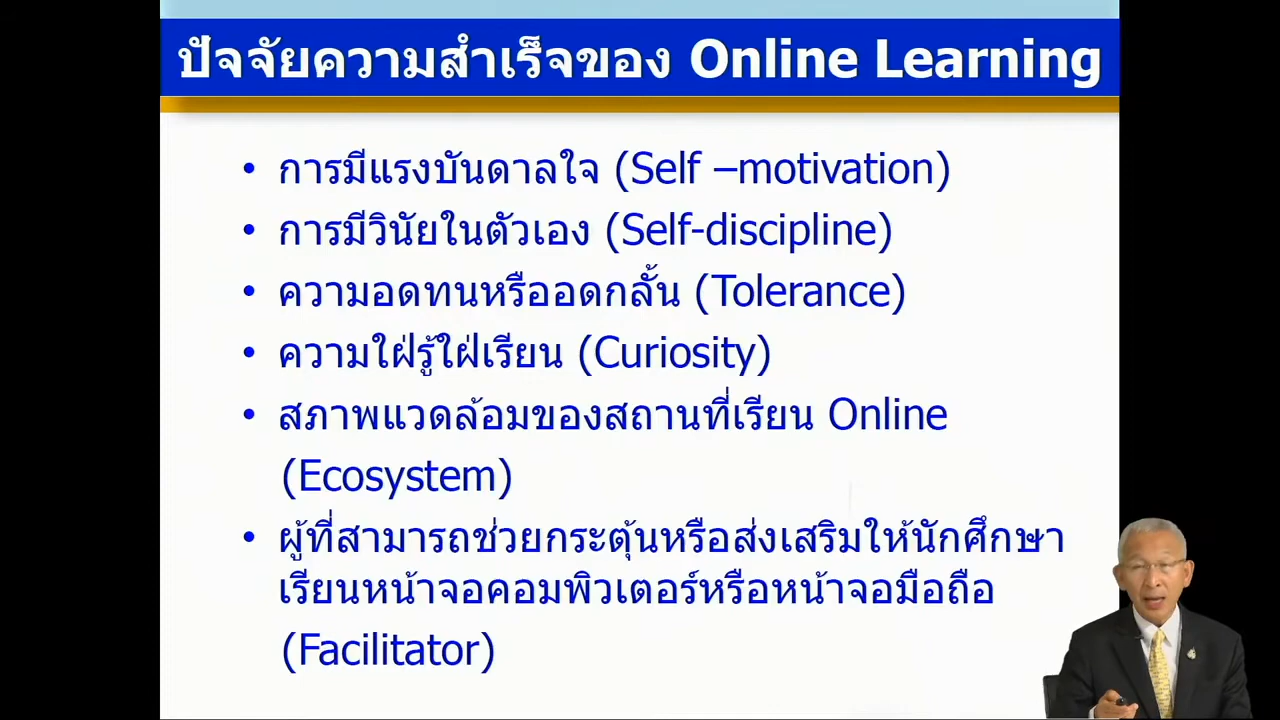 ปัจจัยความสำเร็จของ Online Learning
• การมีแรงบันดาลใจ (Self –motivation)
• การมีวินัยในตัวเอง (Self-discipline)
• ความอดทนหรืออดกลั้น (Tolerance)
• ความใฝ่รู้ใฝ่เรียน (Curiosity)
• สภาพแวดล้อมของสถานที่เรียน Online
(Ecosystem)
• ผู้ที่สามารถช่วยกระตุ้นหรือส่งเสริมให้นักศึกษา
เรียนหน้าจอคอมพิวเตอร์หรือหน้าจอมือถือ
(Facilitator)